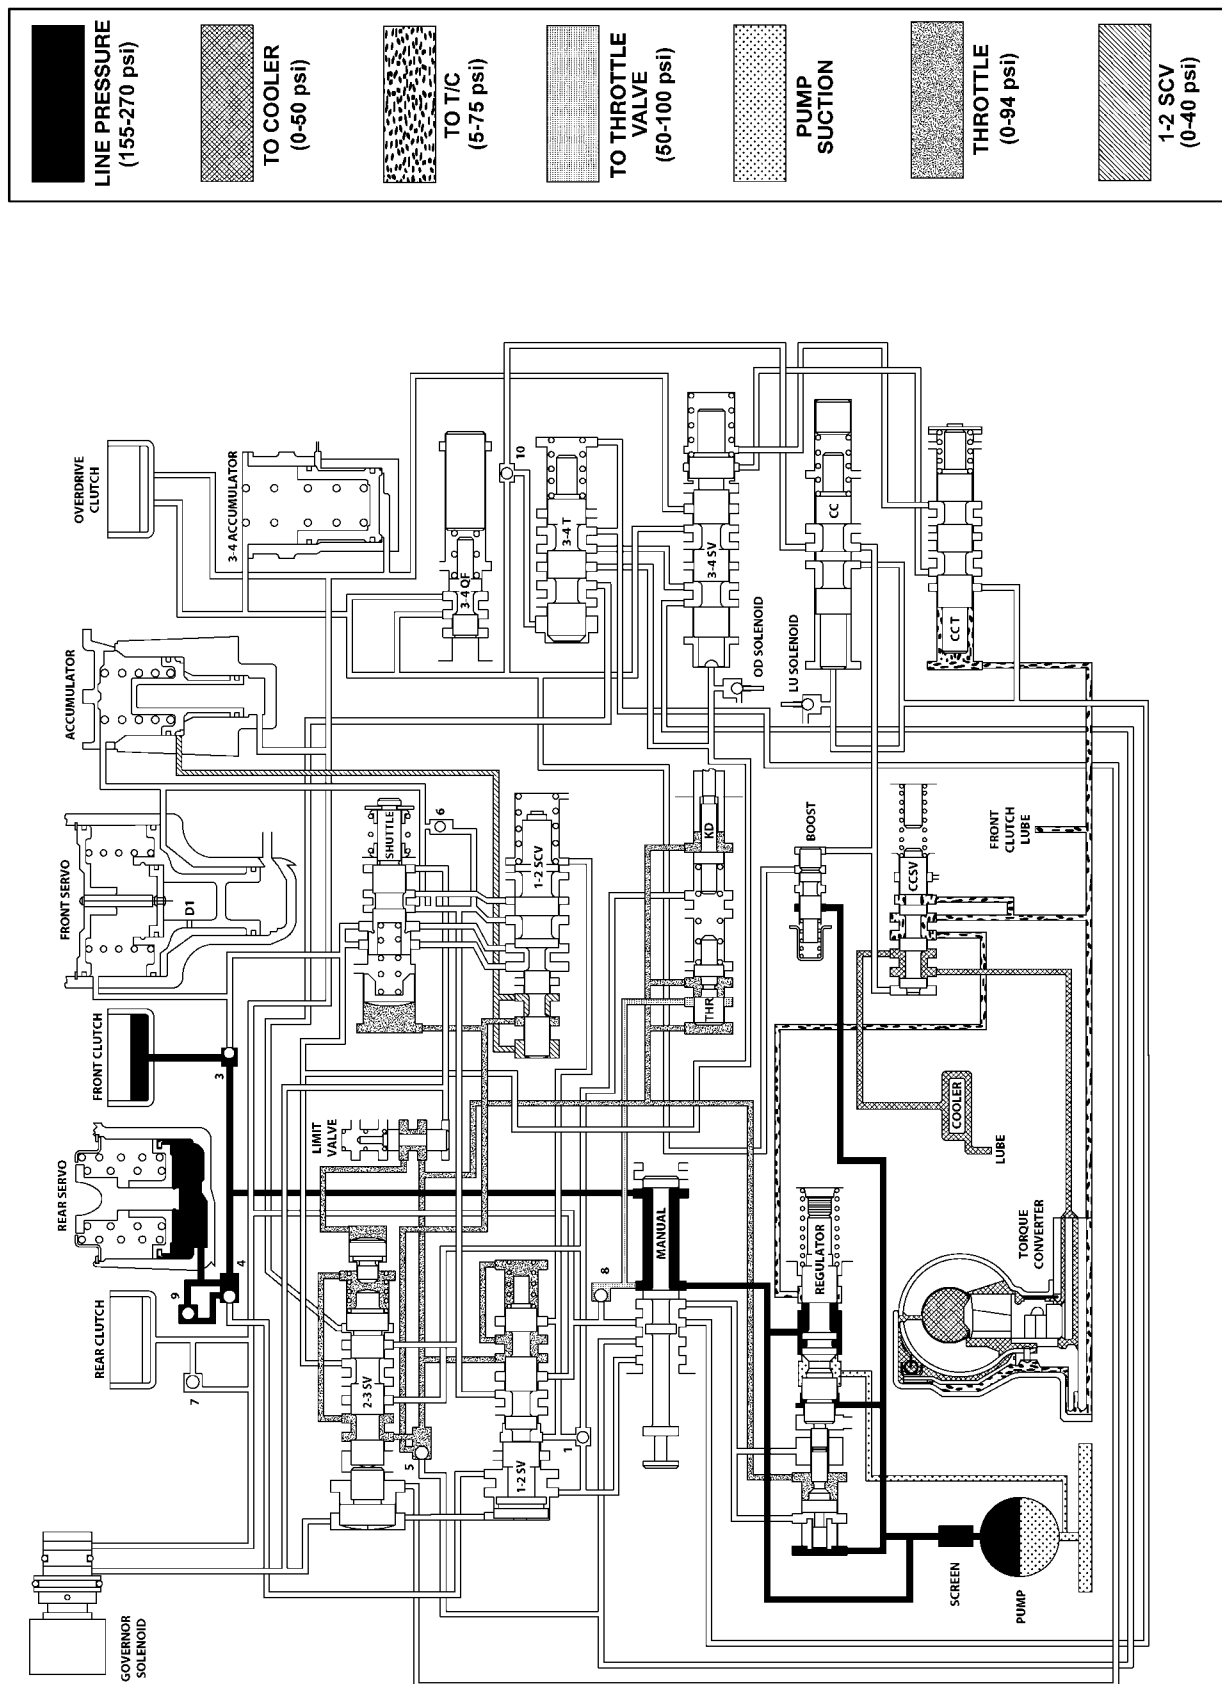 LINE PRESSURE
(155-270 psi)
TO COOLER
(0-50 psi)
TO T/C
(5-75 psi)
TO THROTTLE
VALVE
(50-100 psi)
PUMP
SUCTION
THROTTLE
(0-94 psi)
1-2 SCV
(0-40 psi)
OVERDRIVE
CLUTCH
3-4 ACCUMULATOR
3-4 QF
10
3-4 T
3-4 SV
CC
CC T
ACCUMULATOR
OD SOLENOID
LU SOLENOID
FRONT SERVO
D1
SHUTTLE
6
1-2 SCV
KD
THR
BOOST
CCSV
FRONT
CLUTCH
LUBE
FRONT CLUTCH
3
LIMIT
VALVE
COOLER
LUBE
REAR SERVO
4
9
MANUAL
8
REGULATOR
TORQUE
CONVERTER
REAR CLUTCH
7
2-3 SV
5
1-2 SV
1
GOVERNOR
SOLENOID
SCREEN
PUMP